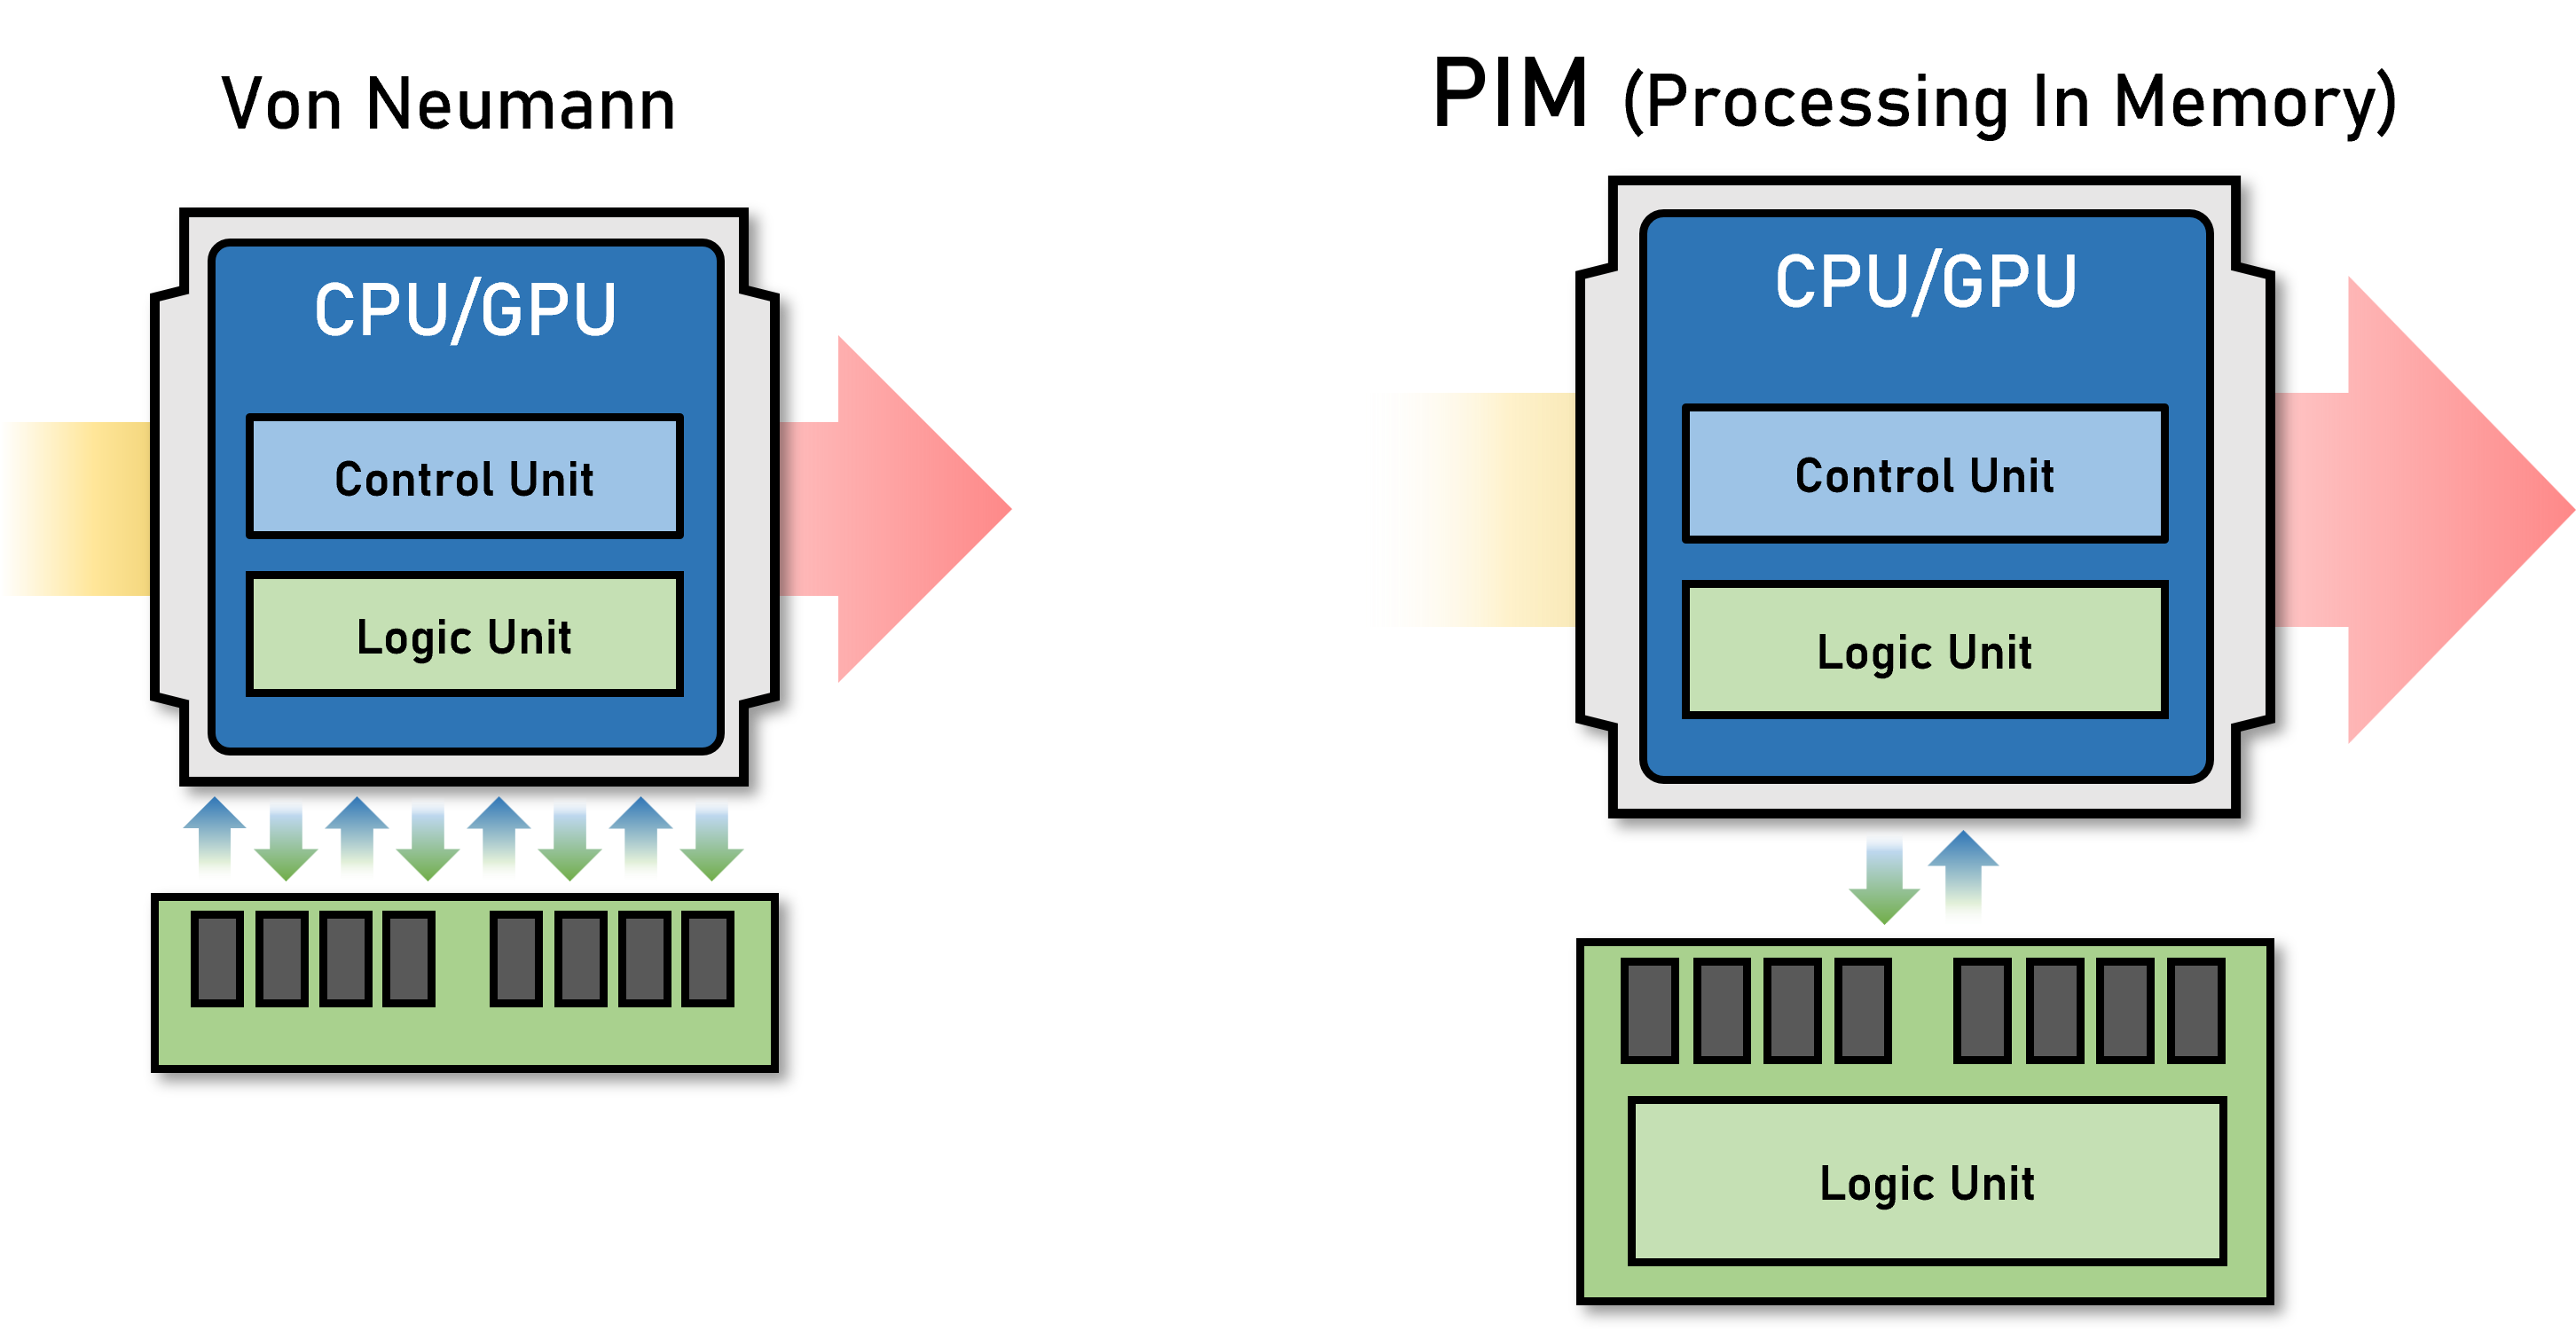 Von Neumann
CPU/GPU
Control Unit
Logic Unit
PIM (Processing In Memory)
CPU/GPU
Control Unit
Logic Unit
Logic Unit